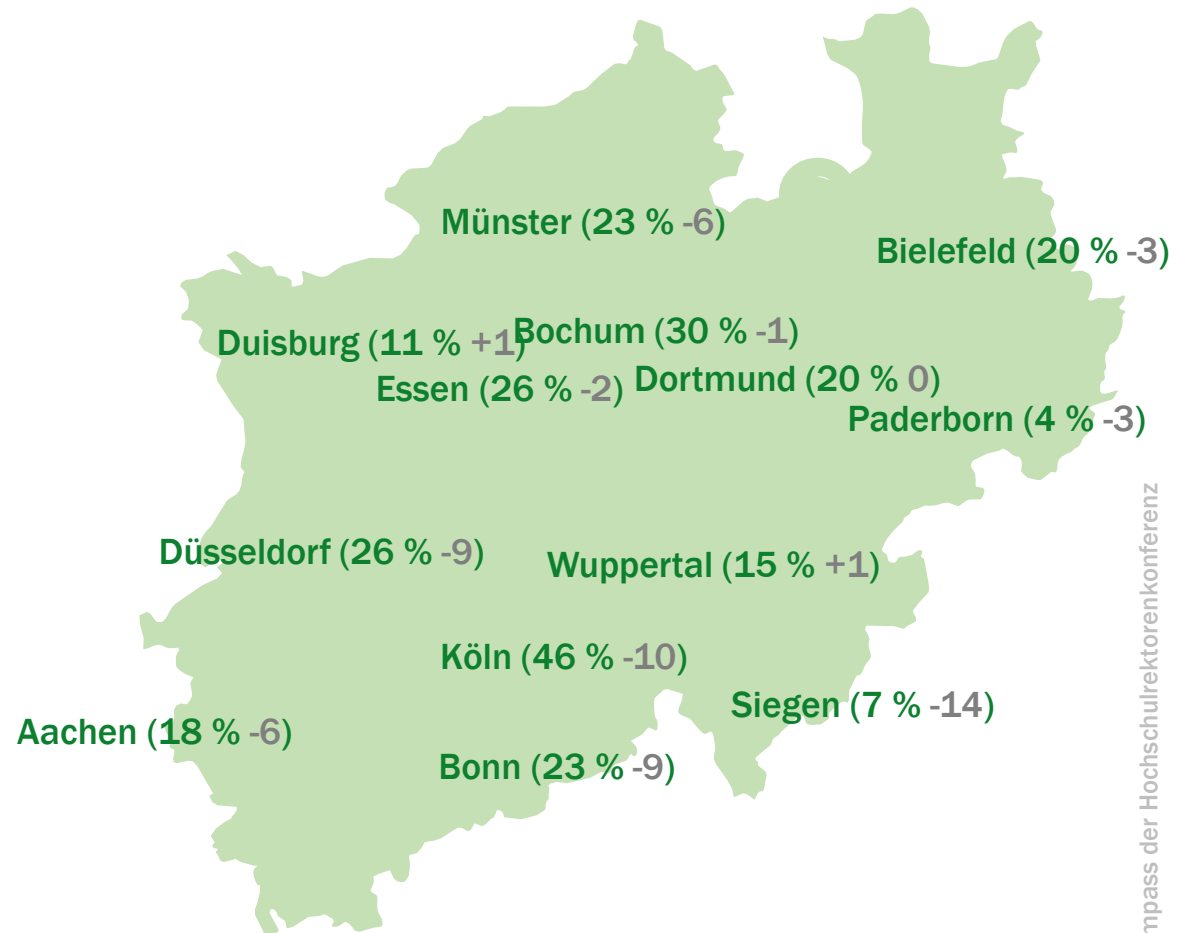 Münster (23 % -6)
Bielefeld (20 % -3)
Duisburg (11 % +1)
Bochum (30 % -1)
Essen (26 % -2)
Dortmund (20 % 0)
Paderborn (4 % -3)
Düsseldorf (26 % -9)
Wuppertal (15 % +1)
Köln (46 % -10)
Siegen (7 % -14)
Aachen (18 % -6)
Bonn (23 % -9)
mpass der Hochschulrektorenkonferenz